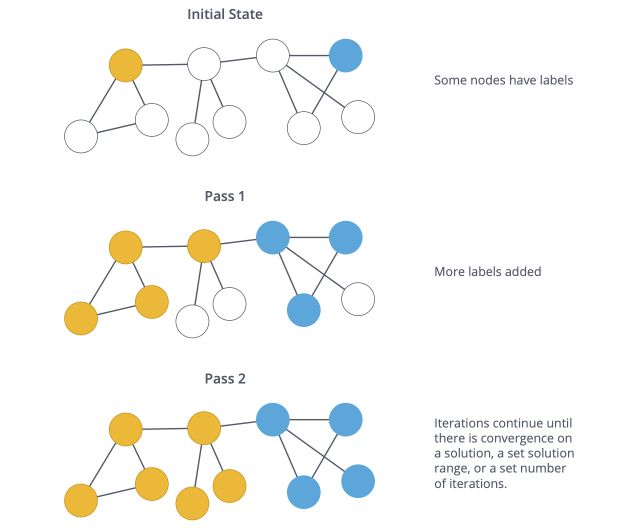 Initial State
Some nodes have labels
Pass 1
More labels added
Pass 2
Iterations continue until
there is convergence on
a solution, a set solution
range, or a set number
of iterations.